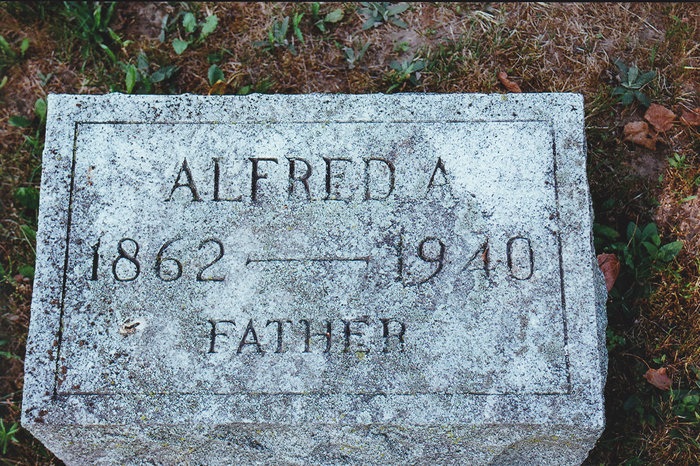 ALFRED A.
1862 — 1940
FATHER